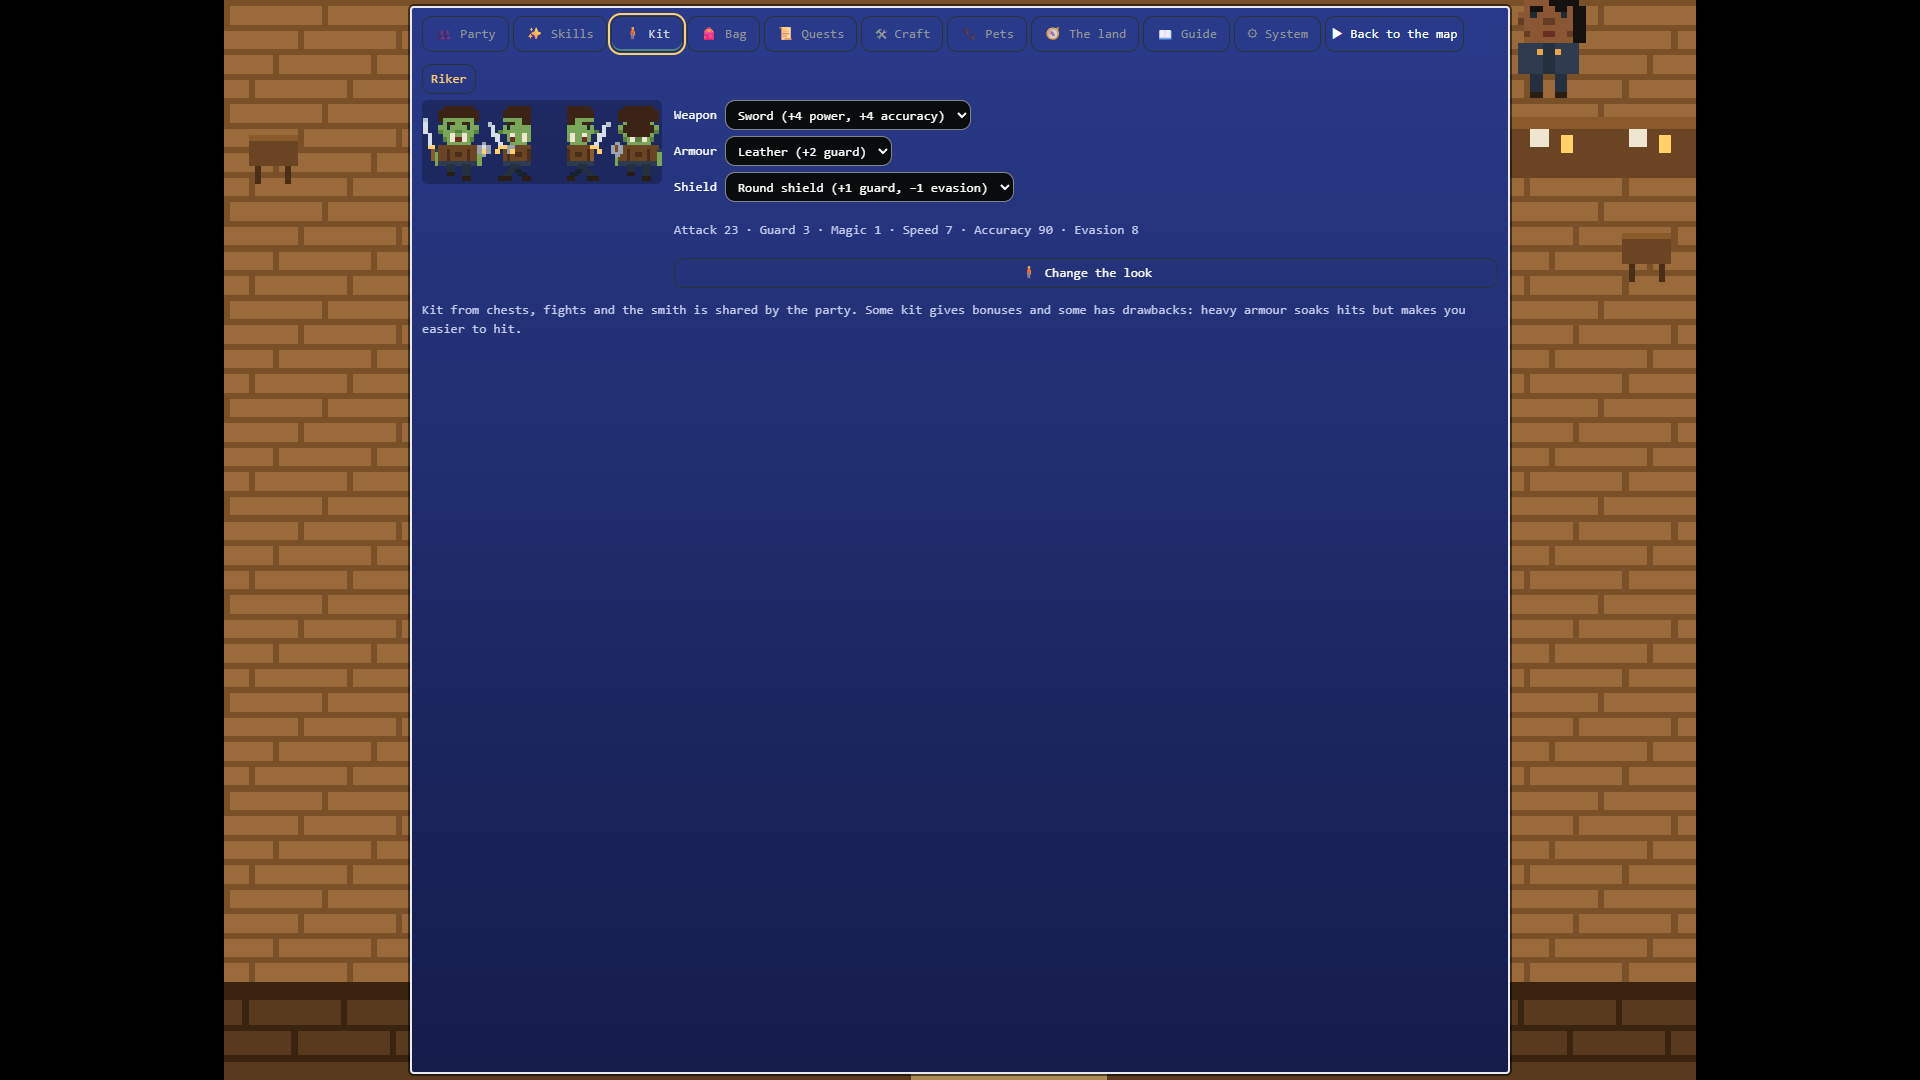 Party Skills Kit Bag Quests Craft Pets The land Guide System Back to the map
Riker
Weapon Sword (+4 power, +4 accuracy)
Armour Leather (+2 guard)
Shield Round shield (+1 guard, −1 evasion)
Attack 23 · Guard 3 · Magic 1 · Speed 7 · Accuracy 90 · Evasion 8
Change the look
Kit from chests, fights and the smith is shared by the party. Some kit gives bonuses and some has drawbacks: heavy armour soaks hits but makes you
easier to hit.